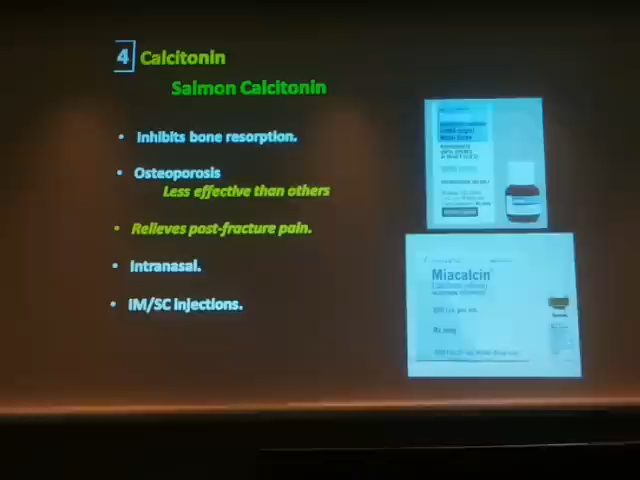 4 Calcitonin
Salmon Calcitonin
• Inhibits bone resorption.
• Osteoporosis
Less effective than others
• Relieves post-fracture pain.
• Intranasal.
• IM/SC injections.
Miacalcin